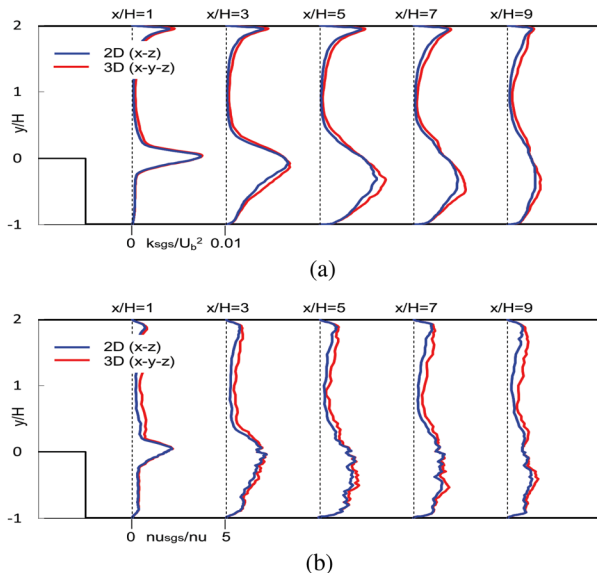 x/H=1 x/H=3 x/H=5 x/H=7 x/H=9
2
2D (x-z)
3D (x-y-z)
1
y/H
0
-1
0 ksgs/Ub² 0.01
(a)
x/H=1 x/H=3 x/H=5 x/H=7 x/H=9
2
2D (x-z)
3D (x-y-z)
1
y/H
0
-1
0 nusgs/nu 5
(b)